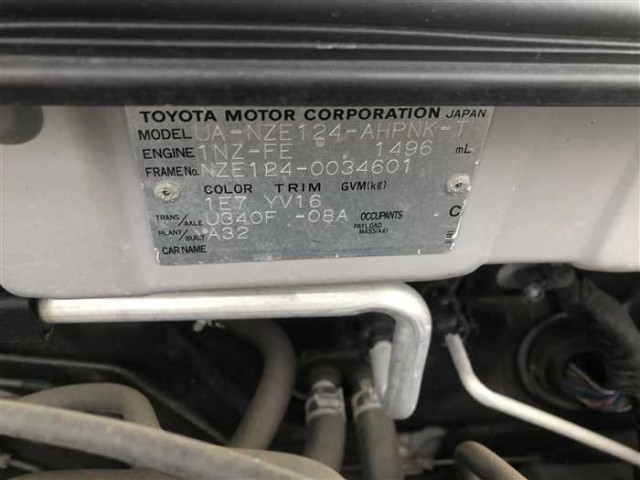 TOYOTA MOTOR CORPORATION JAPAN
MODEL UA-NZE124-AHPNK-T
ENGINE 1NZ-FE 1496 mL
FRAME No. NZE124-0034601
COLOR TRIM GVM(kg)
1E7 YV16
TRANS/AXLE U340F -08A OCCUPANTS C
PLANT/BUILT A32 PAYLOAD MASS(kg)
CAR NAME